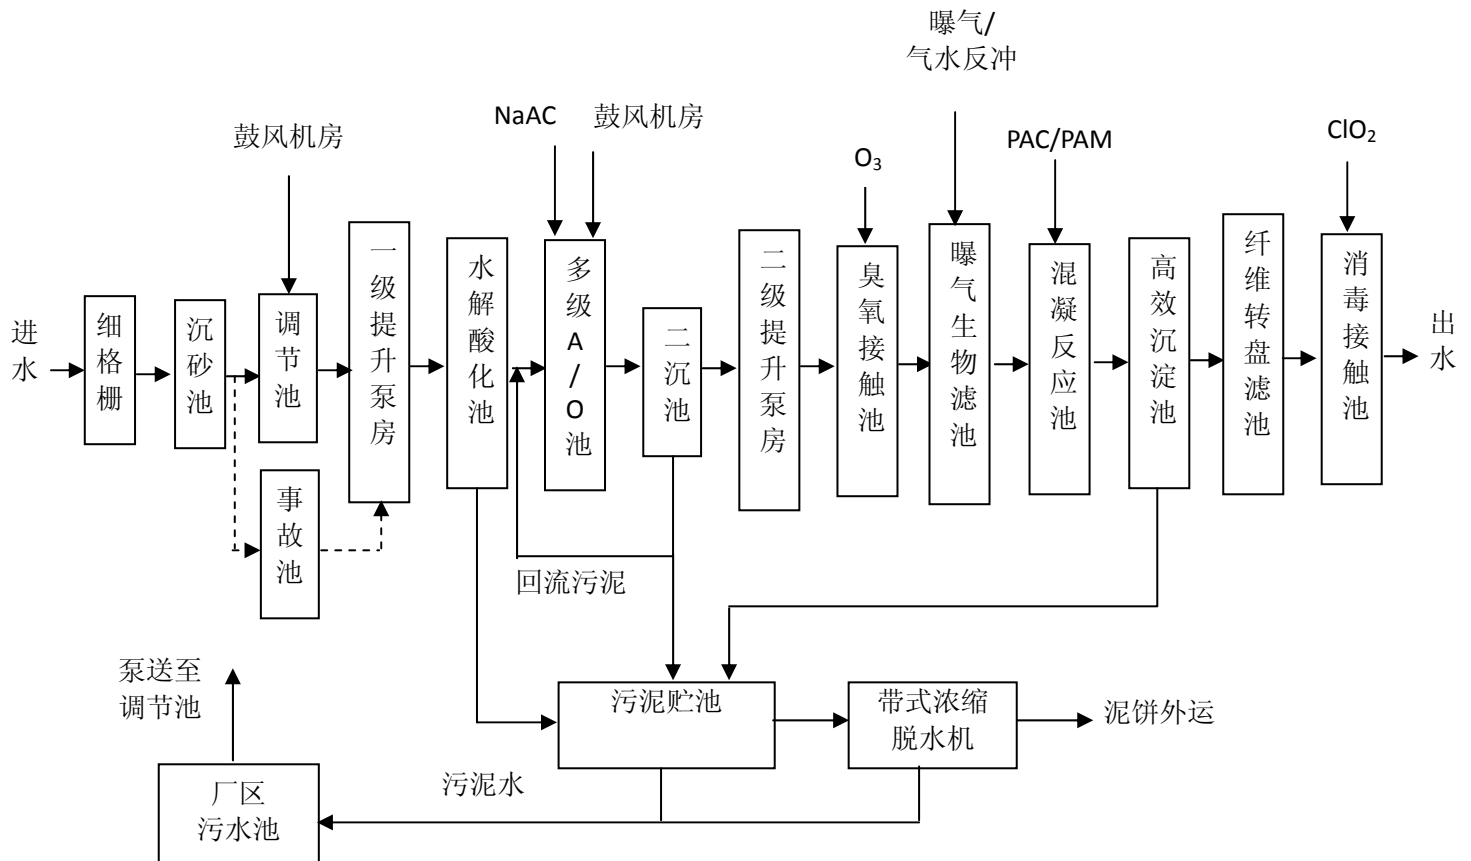 曝气/
气水反冲
NaAC
鼓风机房
鼓风机房
O₃
PAC/PAM
ClO₂
进水
细格栅
沉砂池
调节池
一级提升泵房
水解酸化池
多级A/O池
二沉池
二级提升泵房
臭氧接触池
曝气生物滤池
混凝反应池
高效沉淀池
纤维转盘滤池
消毒接触池
出水
事故池
回流污泥
泵送至
调节池
污泥贮池
带式浓缩
脱水机
泥饼外运
污泥水
厂区
污水池